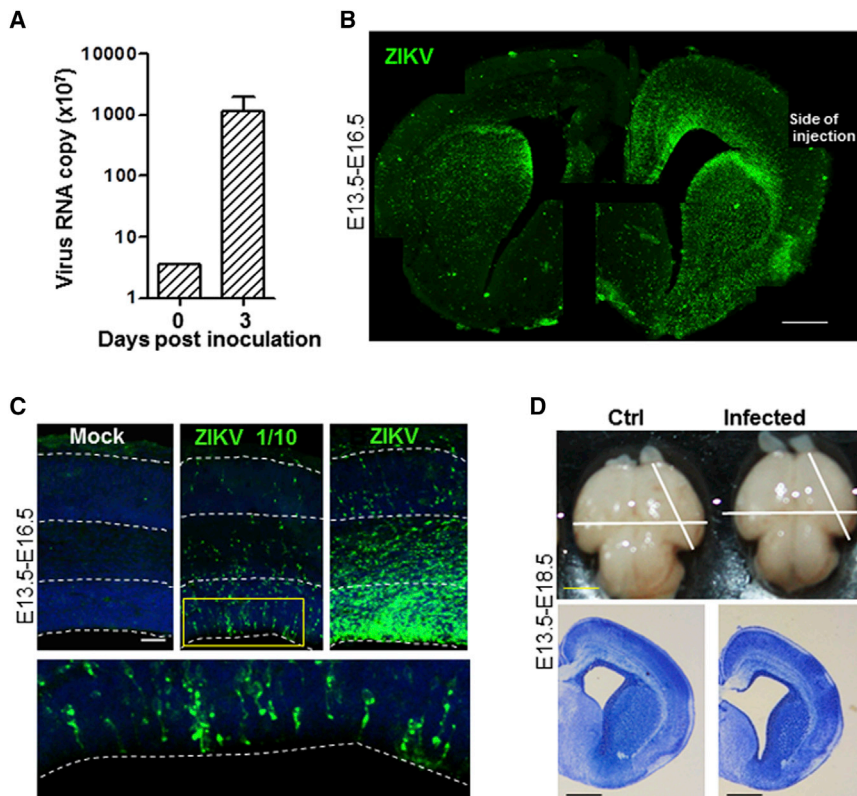 A
Virus RNA copy (x10⁷)
10000
1000
100
10
1
0 3
Days post inoculation
B
ZIKV
E13.5-E16.5
Side of
injection
C
Mock ZIKV 1/10 ZIKV
E13.5-E16.5
D
Ctrl Infected
E13.5-E18.5